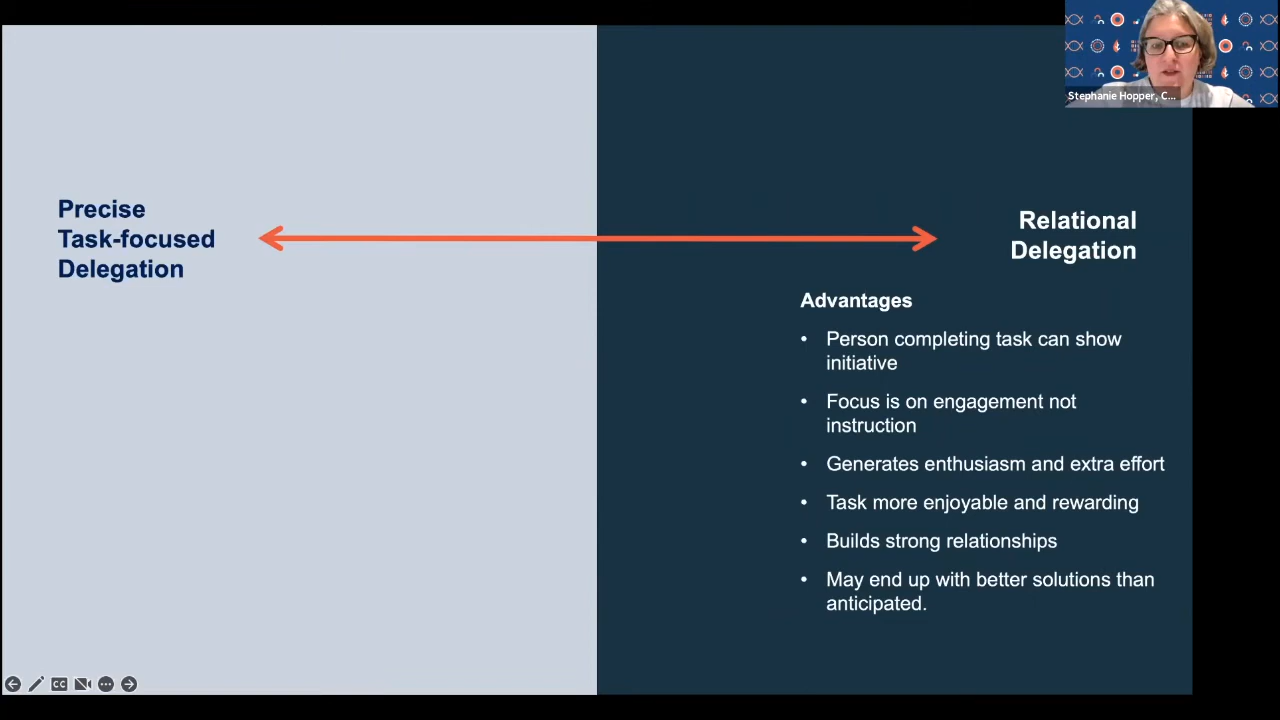 Stephanie Hopper, C...
Precise
Task-focused
Delegation
Relational
Delegation
Advantages
• Person completing task can show
initiative
• Focus is on engagement not
instruction
• Generates enthusiasm and extra effort
• Task more enjoyable and rewarding
• Builds strong relationships
• May end up with better solutions than
anticipated.
CC